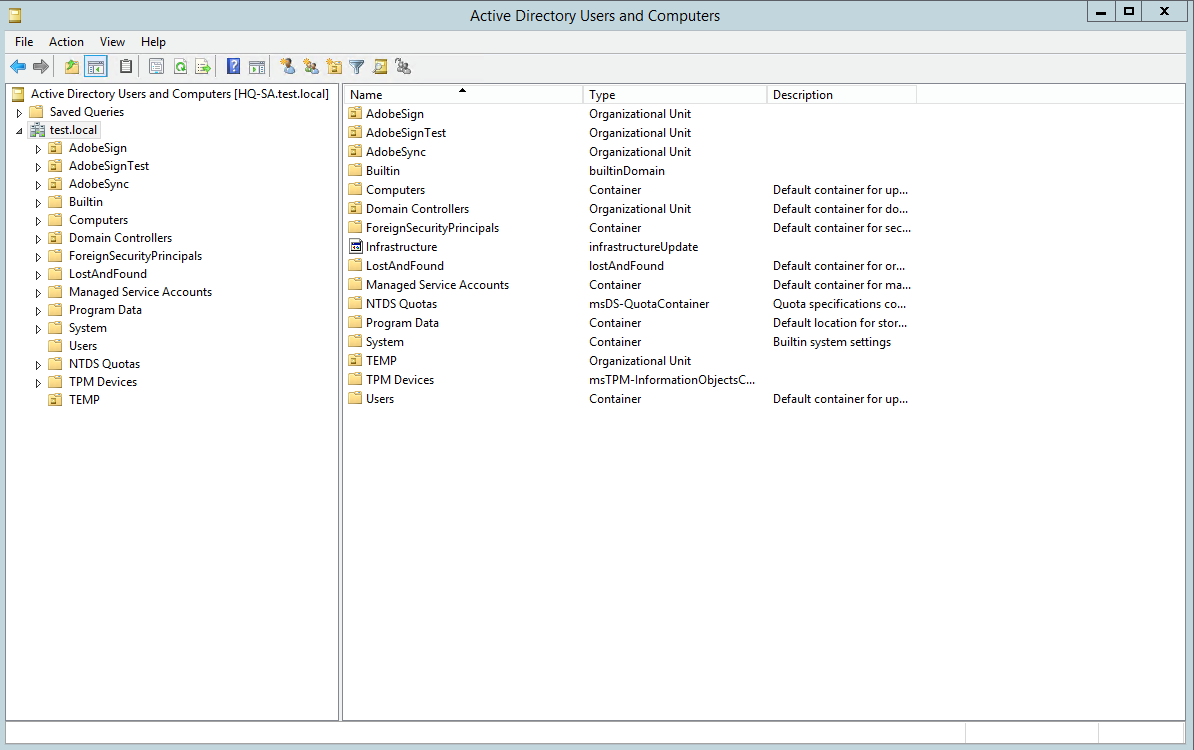 Active Directory Users and Computers
File Action View Help
Active Directory Users and Computers [HQ-SA.test.local]
Saved Queries
test.local
AdobeSign
AdobeSignTest
AdobeSync
Builtin
Computers
Domain Controllers
ForeignSecurityPrincipals
LostAndFound
Managed Service Accounts
Program Data
System
Users
NTDS Quotas
TPM Devices
TEMP
Name Type Description
AdobeSign Organizational Unit
AdobeSignTest Organizational Unit
AdobeSync Organizational Unit
Builtin builtinDomain
Computers Container Default container for up...
Domain Controllers Organizational Unit Default container for do...
ForeignSecurityPrincipals Container Default container for sec...
Infrastructure infrastructureUpdate
LostAndFound lostAndFound Default container for or...
Managed Service Accounts Container Default container for ma...
NTDS Quotas msDS-QuotaContainer Quota specifications co...
Program Data Container Default location for stor...
System Container Builtin system settings
TEMP Organizational Unit
TPM Devices msTPM-InformationObjectsC...
Users Container Default container for up...